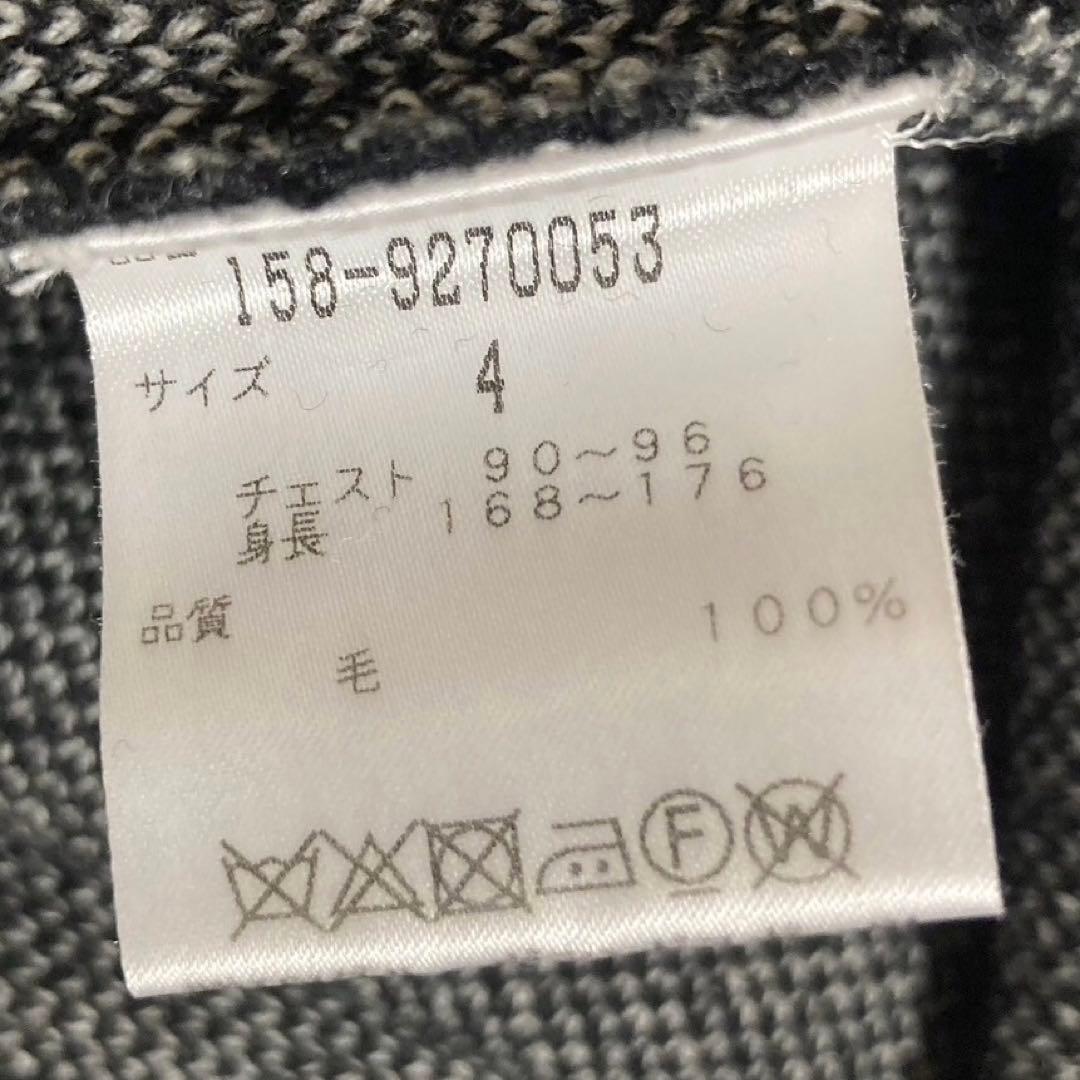 158-9270053
サイズ 4
チェスト 90～96
身長 168～176
品質
毛 100%
F
W